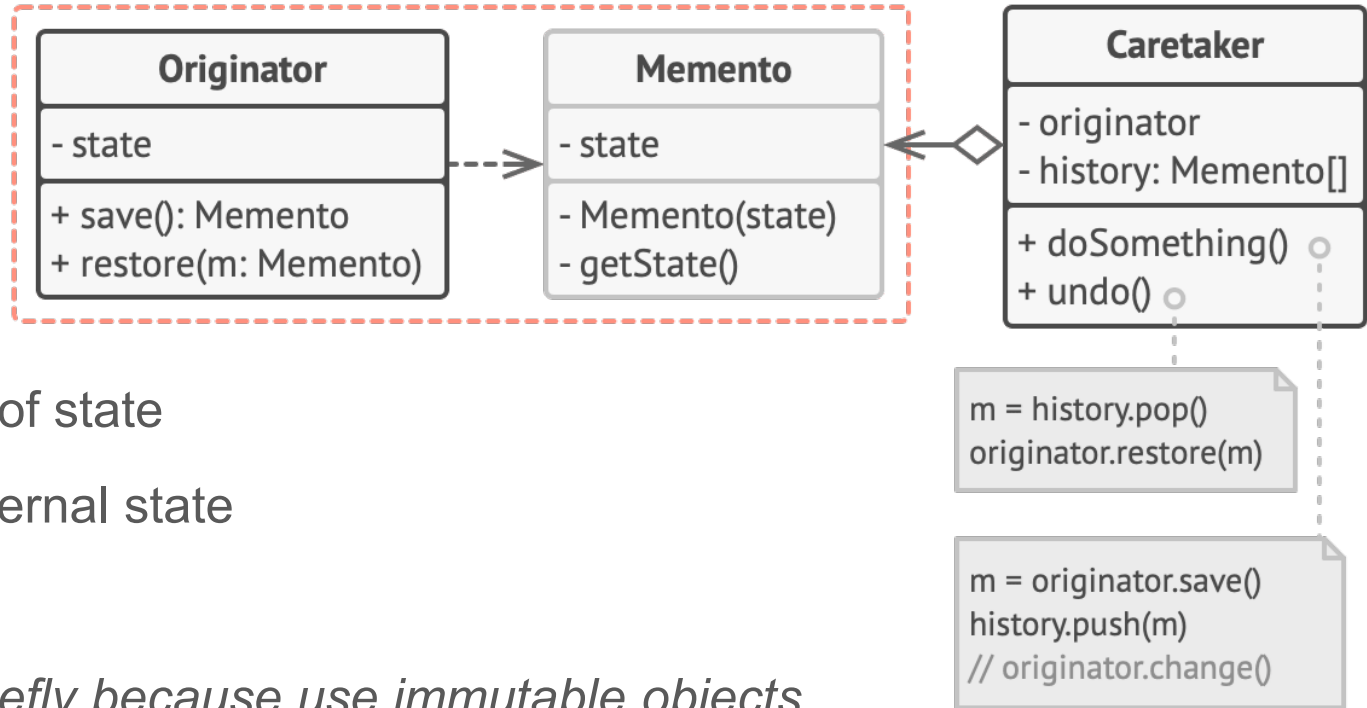 Originator
- state
+ save(): Memento
+ restore(m: Memento)
Memento
- state
- Memento(state)
- getState()
Caretaker
- originator
- history: Memento[]
+ doSomething()
+ undo()
m = history.pop()
originator.restore(m)
m = originator.save()
history.push(m)
// originator.change()
of state
ernal state
efly because use immutable objects